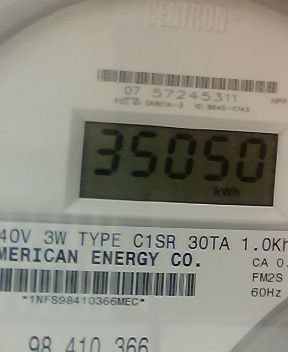 CENTRON®
07 57245311
35050
kWh
40V 3W TYPE C1SR 30TA 1.0Kh
MERICAN ENERGY CO.
CA 0.
FM2S
60Hz
*1NFS98410366MEC*
98 410 366